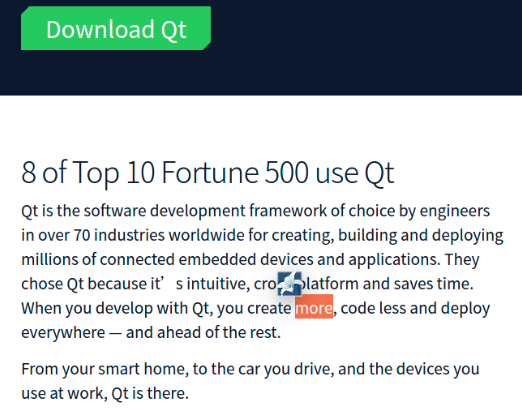 Download Qt
8 of Top 10 Fortune 500 use Qt
Qt is the software development framework of choice by engineers
in over 70 industries worldwide for creating, building and deploying
millions of connected embedded devices and applications. They
chose Qt because it’s intuitive, cro platform and saves time.
When you develop with Qt, you create more, code less and deploy
everywhere — and ahead of the rest.
From your smart home, to the car you drive, and the devices you
use at work, Qt is there.